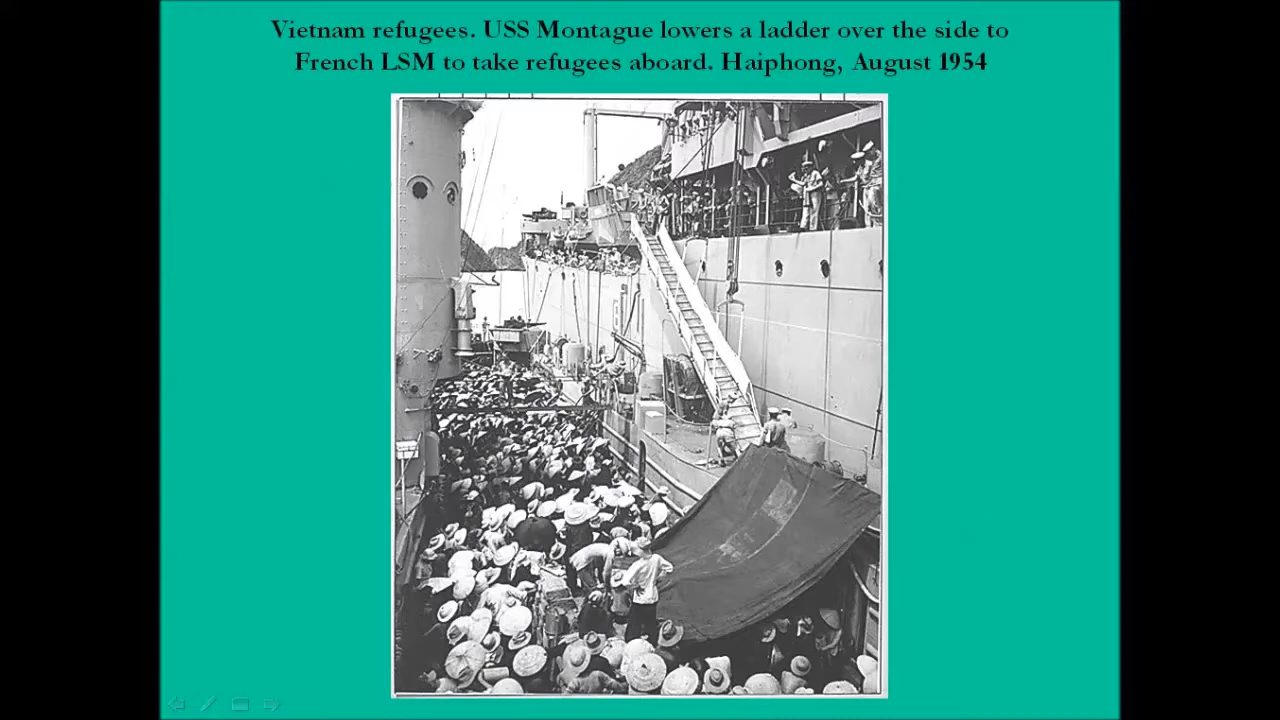 Vietnam refugees. USS Montague lowers a ladder over the side to
French LSM to take refugees aboard. Haiphong, August 1954